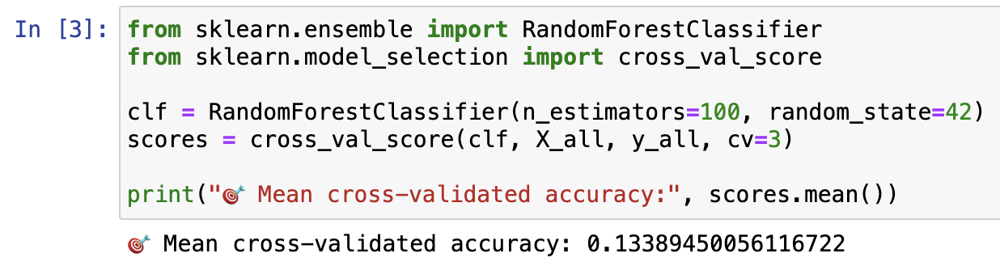 In [3]: from sklearn.ensemble import RandomForestClassifier
from sklearn.model_selection import cross_val_score
clf = RandomForestClassifier(n_estimators=100, random_state=42)
scores = cross_val_score(clf, X_all, y_all, cv=3)
print("🎯 Mean cross-validated accuracy:", scores.mean())
🎯 Mean cross-validated accuracy: 0.13389450056116722